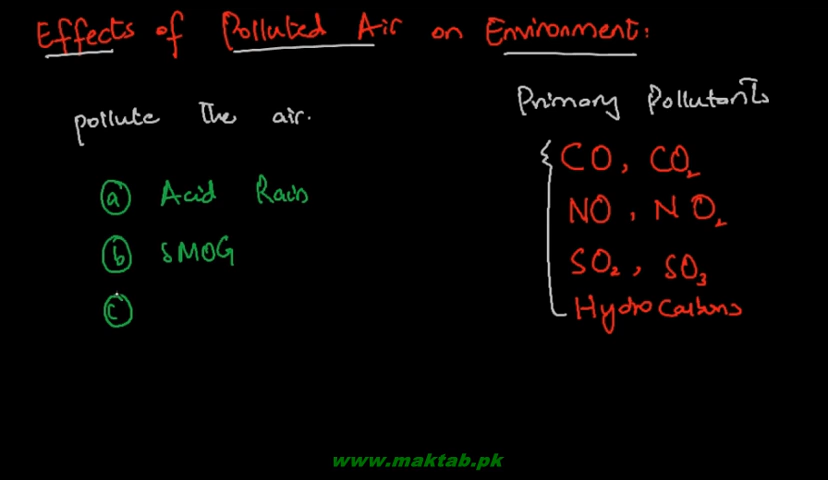 Effects of Polluted Air on Environment:
pollute the air.
(a) Acid Rain
(b) SMOG
(c)
Primary Pollutants
CO, CO₂
NO, NO₂
SO₂, SO₃
Hydrocarbons
www.maktab.pk